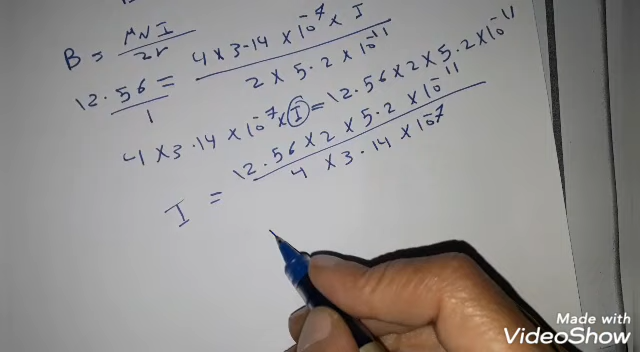 B = μNI / 2r
12.56 / 1 = 4 × 3.14 × 10⁻⁷ × I / 2 × 5.2 × 10⁻¹¹
4 × 3.14 × 10⁻⁷ × I = 12.56 × 2 × 5.2 × 10⁻¹¹
I = 12.56 × 2 × 5.2 × 10⁻¹¹ / 4 × 3.14 × 10⁻⁷
Made with
VideoShow